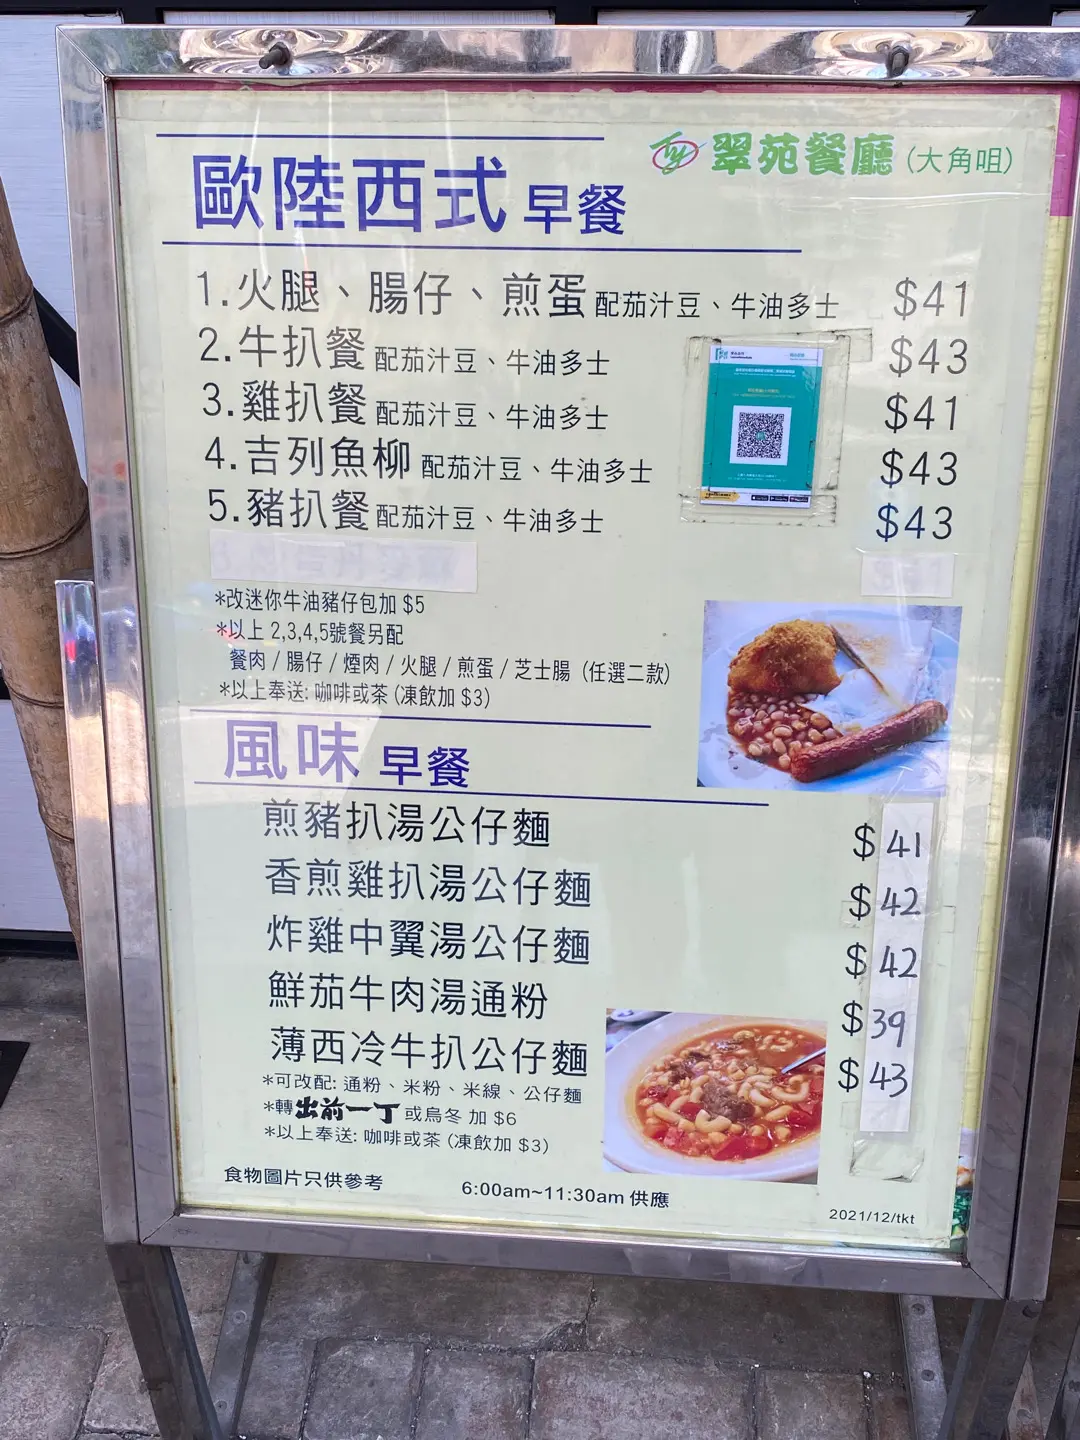 翠苑餐廳 (大角咀)
歐陸西式 早餐
1.火腿、腸仔、煎蛋 配茄汁豆、牛油多士 $41
2.牛扒餐 配茄汁豆、牛油多士 $43
3.雞扒餐 配茄汁豆、牛油多士 $41
4.吉列魚柳 配茄汁豆、牛油多士 $43
5.豬扒餐 配茄汁豆、牛油多士 $43
*改迷你牛油豬仔包加 $5
*以上 2,3,4,5號餐另配
餐肉 / 腸仔 / 煙肉 / 火腿 / 煎蛋 / 芝士腸 (任選二款)
*以上奉送: 咖啡或茶 (凍飲加 $3)
風味 早餐
煎豬扒湯公仔麵 $41
香煎雞扒湯公仔麵 $42
炸雞中翼湯公仔麵 $42
鮮茄牛肉湯通粉 $39
薄西冷牛扒公仔麵 $43
*可改配: 通粉、米粉、米線、公仔麵
*轉出前一丁或烏冬 加 $6
*以上奉送: 咖啡或茶 (凍飲加 $3)
食物圖片只供參考
6:00am~11:30am 供應
2021/12/tkt